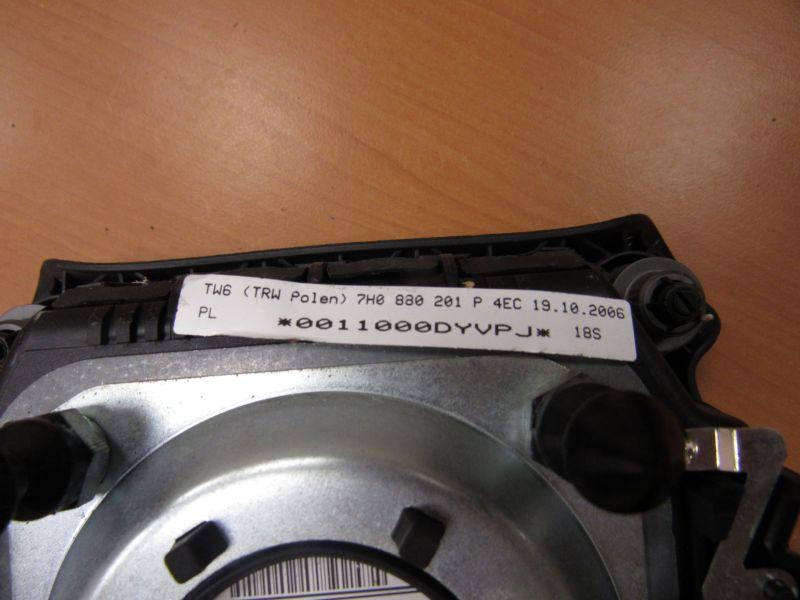 TW6 (TRW Polen) 7H0 880 201 P 4EC 19.10.2006
PL *0011000DYVPJ* 18S